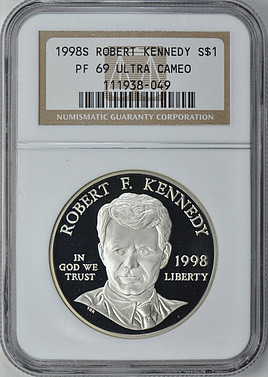 1998S ROBERT KENNEDY S$1
PF 69 ULTRA CAMEO
111938-049
NUMISMATIC GUARANTY CORPORATION
ROBERT F. KENNEDY
IN
GOD WE
TRUST
1998
LIBERTY